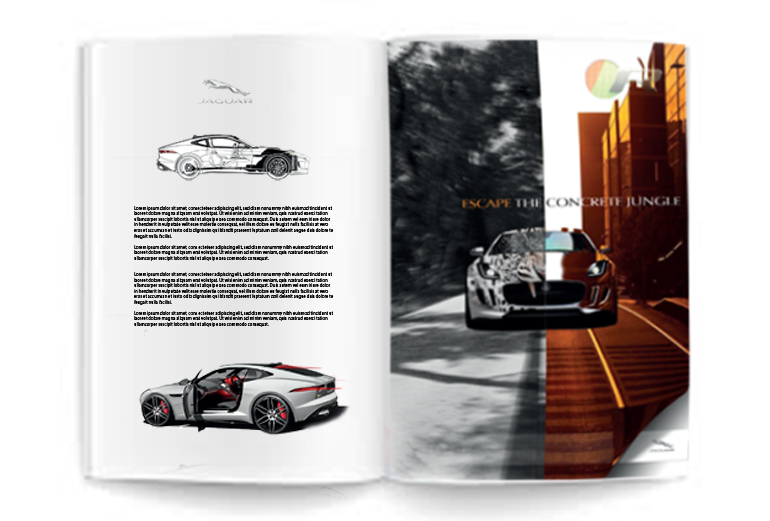 JAGUAR
Lorem ipsum dolor sit amet, consectetuer adipiscing elit, sed diam nonummy nibh euismod tincidunt ut
laoreet dolore magna aliquam erat volutpat. Ut wisi enim ad minim veniam, quis nostrud exerci tation
ullamcorper suscipit lobortis nisl ut aliquip ex ea commodo consequat. Duis autem vel eum iriure dolor
in hendrerit in vulputate velit esse molestie consequat, vel illum dolore eu feugiat nulla facilisis at vero
eros et accumsan et iusto odio dignissim qui blandit praesent luptatum zzril delenit augue duis dolore te
feugait nulla facilisi.
Lorem ipsum dolor sit amet, consectetuer adipiscing elit, sed diam nonummy nibh euismod tincidunt ut
laoreet dolore magna aliquam erat volutpat. Ut wisi enim ad minim veniam, quis nostrud exerci tation
ullamcorper suscipit lobortis nisl ut aliquip ex ea commodo consequat.
Lorem ipsum dolor sit amet, consectetuer adipiscing elit, sed diam nonummy nibh euismod tincidunt ut
laoreet dolore magna aliquam erat volutpat. Ut wisi enim ad minim veniam, quis nostrud exerci tation
ullamcorper suscipit lobortis nisl ut aliquip ex ea commodo consequat. Duis autem vel eum iriure dolor
in hendrerit in vulputate velit esse molestie consequat, vel illum dolore eu feugiat nulla facilisis at vero
eros et accumsan et iusto odio dignissim qui blandit praesent luptatum zzril delenit augue duis dolore te
feugait nulla facilisi.
Lorem ipsum dolor sit amet, consectetuer adipiscing elit, sed diam nonummy nibh euismod tincidunt ut
laoreet dolore magna aliquam erat volutpat. Ut wisi enim ad minim veniam, quis nostrud exerci tation
ullamcorper suscipit lobortis nisl ut aliquip ex ea commodo consequat.
ESCAPE THE CONCRETE JUNGLE
JAGUAR